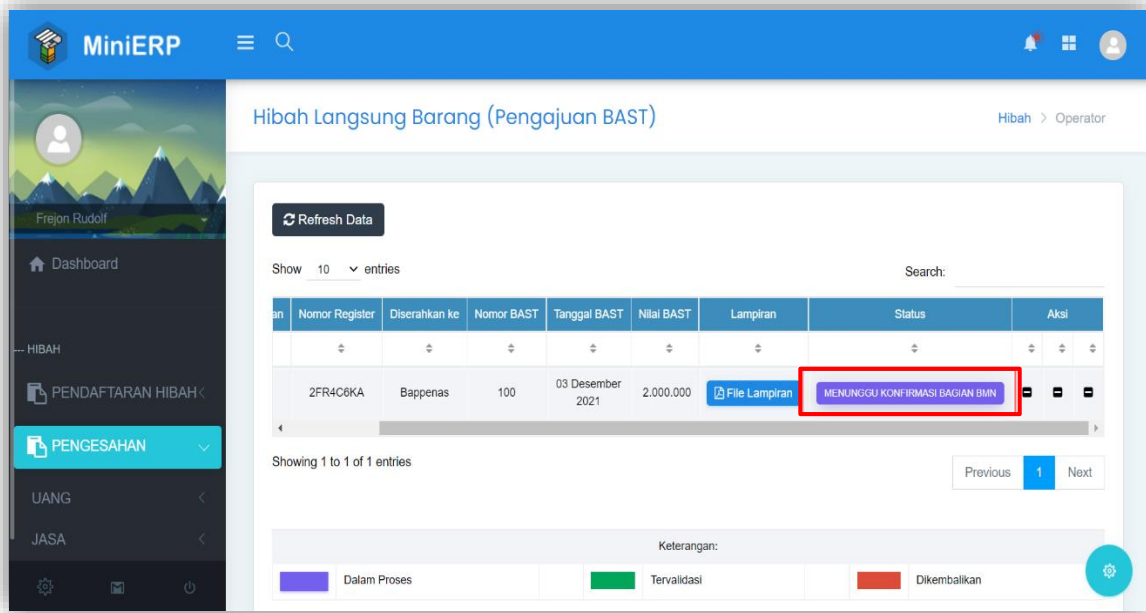 MiniERP
Hibah Langsung Barang (Pengajuan BAST)
Hibah > Operator
Frejon Rudolf
Dashboard
--- HIBAH
PENDAFTARAN HIBAH
PENGESAHAN
UANG
JASA
Refresh Data
Show 10 entries
Search:
an Nomor Register Diserahkan ke Nomor BAST Tanggal BAST Nilai BAST Lampiran Status Aksi
2FR4C6KA Bappenas 100 03 Desember 2021 2.000.000 File Lampiran MENUNGGU KONFIRMASI BAGIAN BMN
Showing 1 to 1 of 1 entries
Previous 1 Next
Keterangan:
Dalam Proses Tervalidasi Dikembalikan